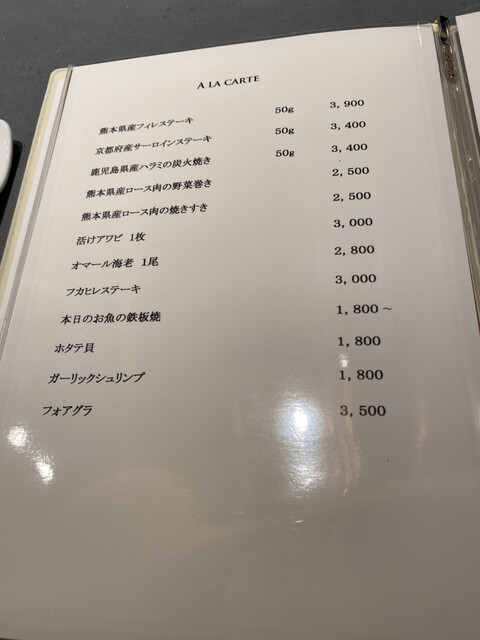 A LA CARTE
熊本県産フィレステーキ 50g 3,900
京都府産サーロインステーキ 50g 3,400
鹿児島県産ハラミの炭火焼き 50g 3,400
熊本県産ロース肉の野菜巻き 2,500
熊本県産ロース肉の焼きすき 2,500
活けアワビ 1枚 3,000
オマール海老 1尾 2,800
フカヒレステーキ 3,000
本日のお魚の鉄板焼 1,800~
ホタテ貝 1,800
ガーリックシュリンプ 1,800
フォアグラ 3,500